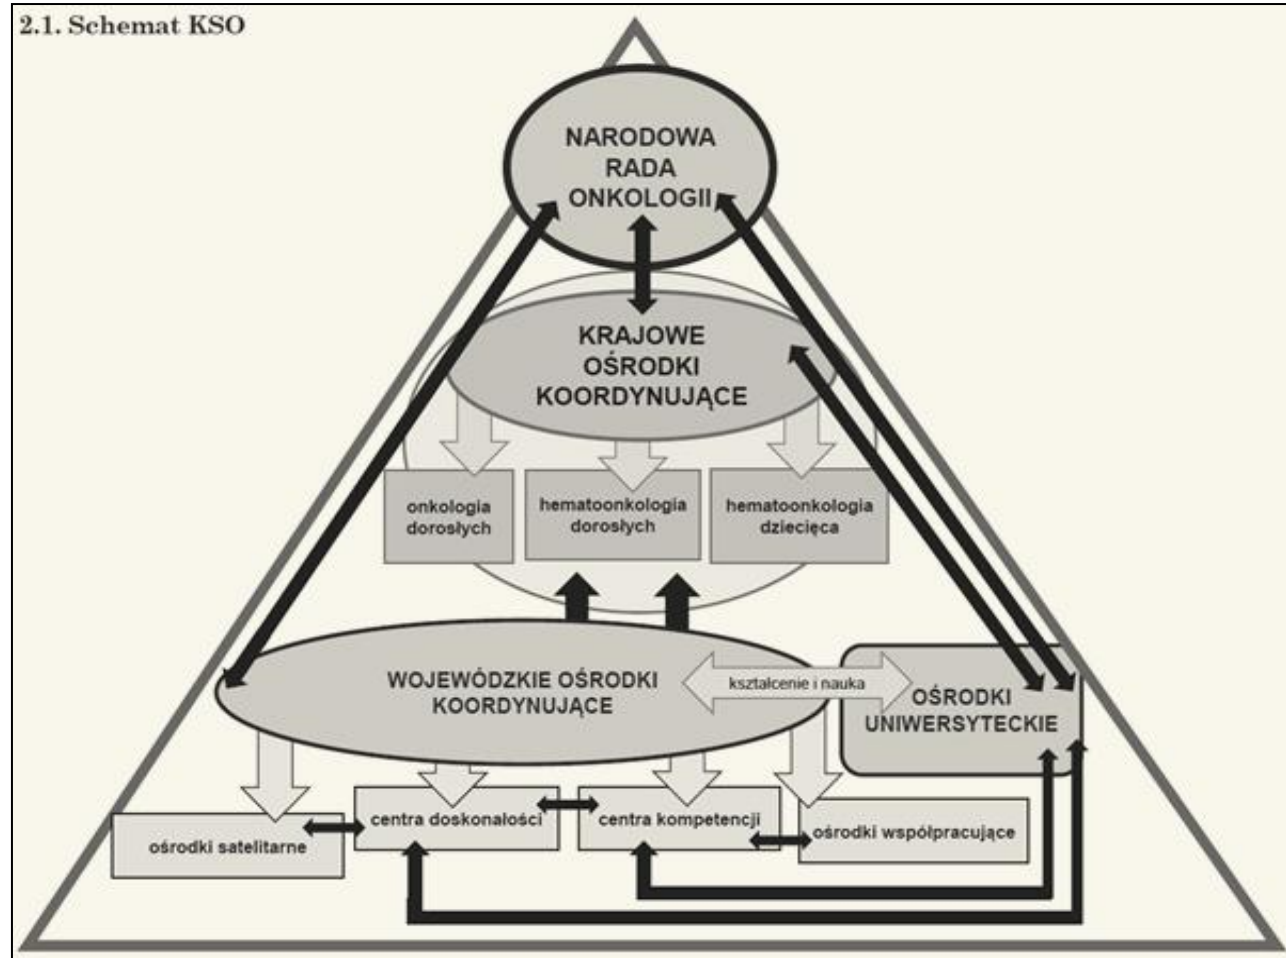 2.1. Schemat KSO
NARODOWA
RADA
ONKOLOGII
KRAJOWE
OŚRODKI
KOORDYNUJĄCE
onkologia
dorosłych
hematoonkologia
dorosłych
hematoonkologia
dziecięca
WOJEWÓDZKIE OŚRODKI
KOORDYNUJĄCE
kształcenie i nauka
OŚRODKI
UNIWERSYTECKIE
ośrodki satelitarne
centra doskonałości
centra kompetencji
ośrodki współpracujące